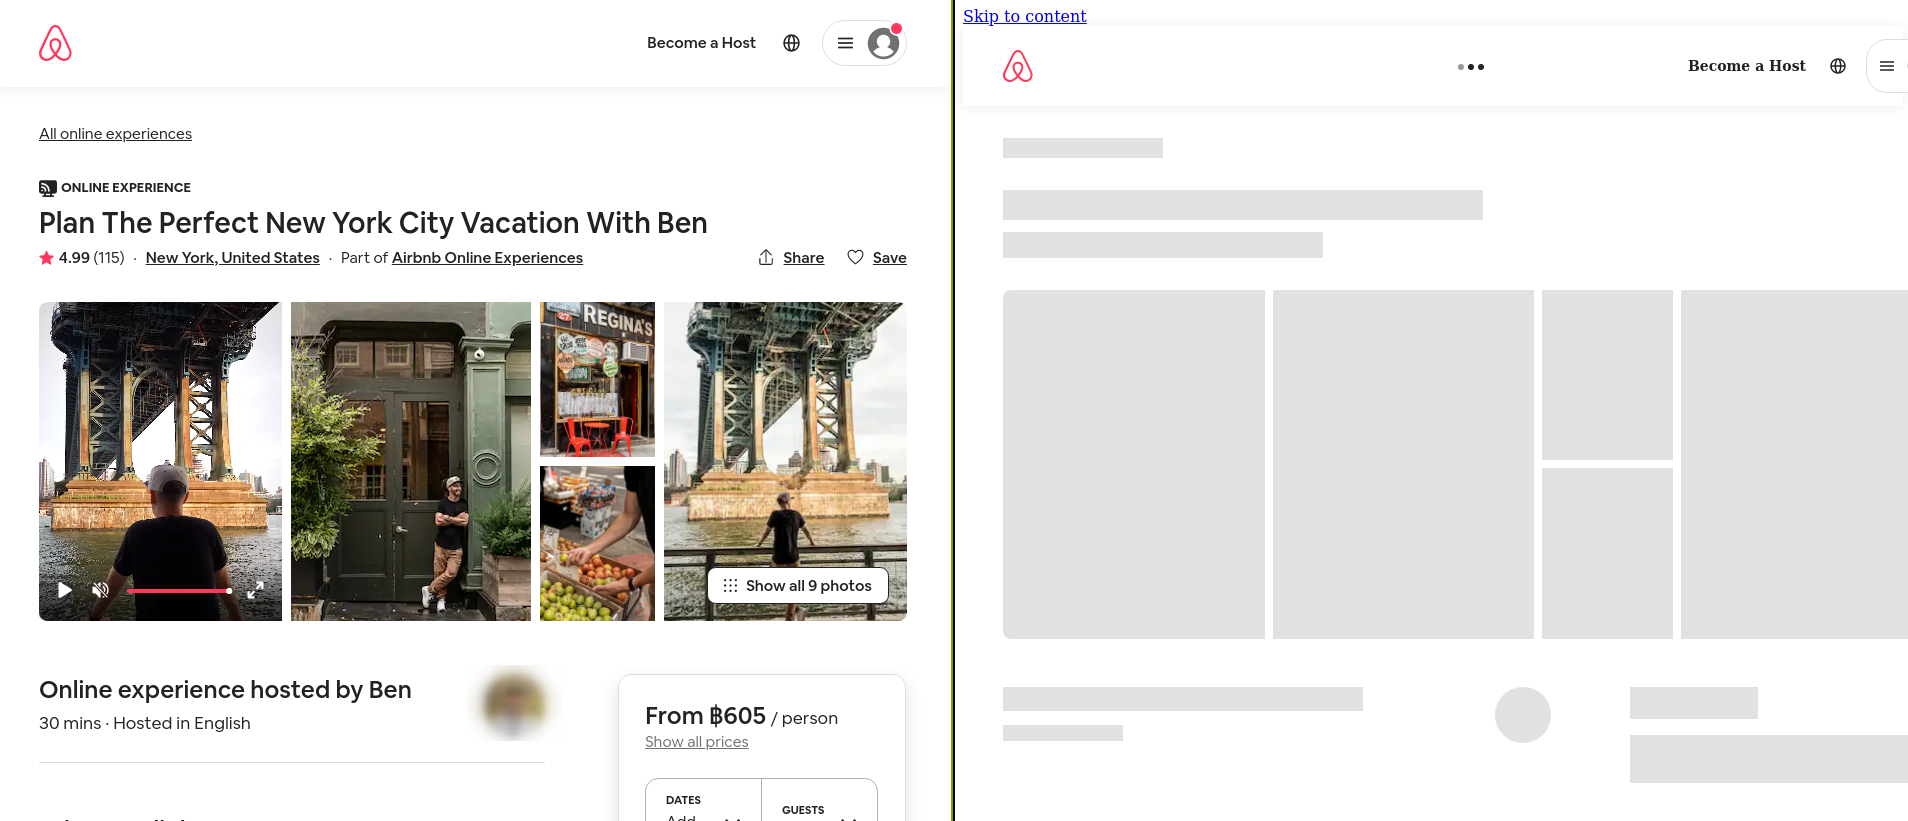 Become a Host
All online experiences
ONLINE EXPERIENCE
Plan The Perfect New York City Vacation With Ben
4.99 (115) · New York, United States · Part of Airbnb Online Experiences
Share
Save
REGINA'S
Show all 9 photos
Online experience hosted by Ben
30 mins · Hosted in English
From ฿605 / person
Show all prices
DATES
Add
GUESTS
Skip to content
Become a Host